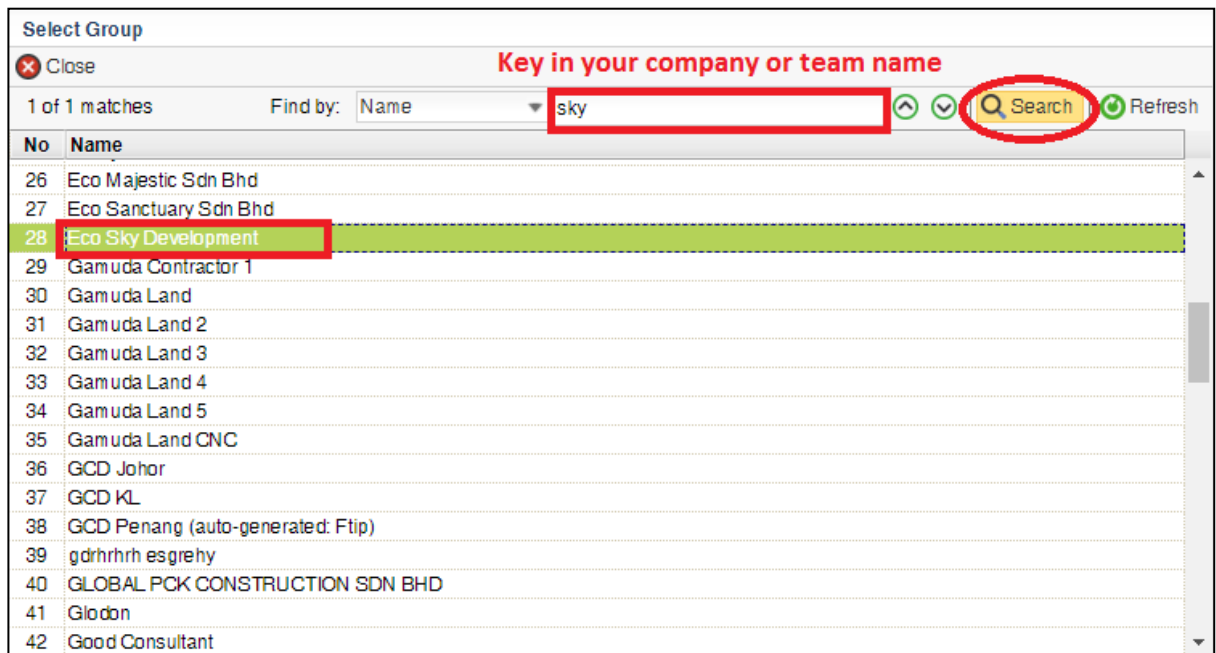 Select Group
Close Key in your company or team name
1 of 1 matches Find by: Name sky Search Refresh
No Name
26 Eco Majestic Sdn Bhd
27 Eco Sanctuary Sdn Bhd
28 Eco Sky Development
29 Gamuda Contractor 1
30 Gamuda Land
31 Gamuda Land 2
32 Gamuda Land 3
33 Gamuda Land 4
34 Gamuda Land 5
35 Gamuda Land CNC
36 GCD Johor
37 GCD KL
38 GCD Penang (auto-generated: Ftip)
39 gdrhrhrh esgrehy
40 GLOBAL PCK CONSTRUCTION SDN BHD
41 Glodon
42 Good Consultant